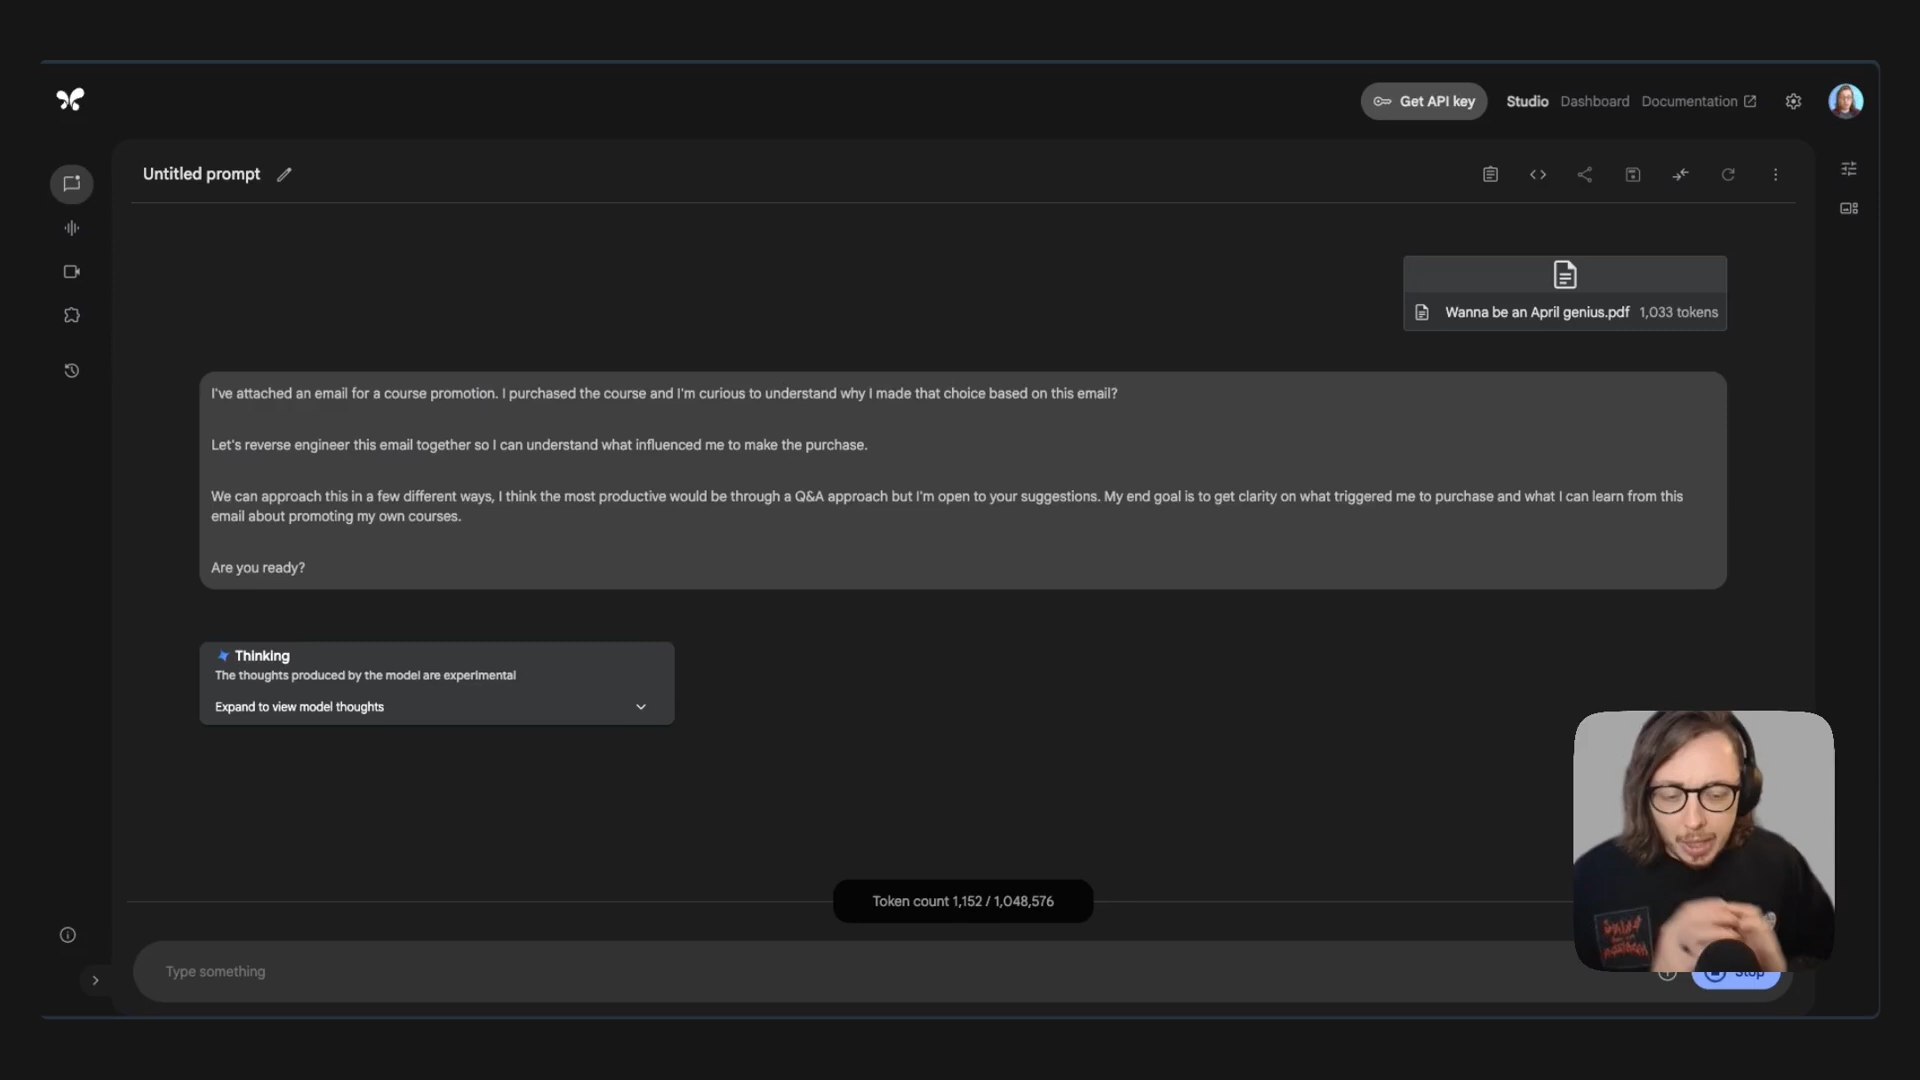 Get API key Studio Dashboard Documentation
Untitled prompt
Wanna be an April genius.pdf 1,033 tokens
I've attached an email for a course promotion. I purchased the course and I'm curious to understand why I made that choice based on this email?
Let's reverse engineer this email together so I can understand what influenced me to make the purchase.
We can approach this in a few different ways, I think the most productive would be through a Q&A approach but I'm open to your suggestions. My end goal is to get clarity on what triggered me to purchase and what I can learn from this
email about promoting my own courses.
Are you ready?
Thinking
The thoughts produced by the model are experimental
Expand to view model thoughts
Token count 1,152 / 1,048,576
Type something
Stop